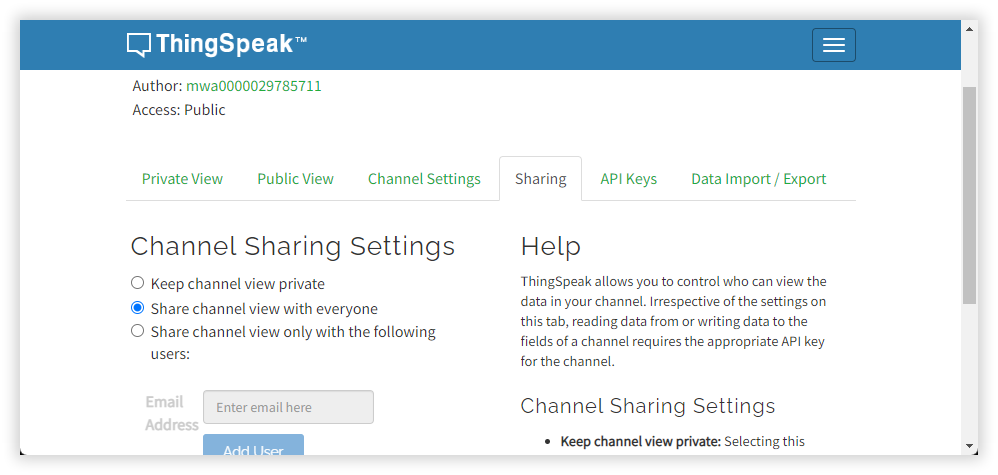 ThingSpeak™
Author: mwa0000029785711
Access: Public
Private View
Public View
Channel Settings
Sharing
API Keys
Data Import / Export
Channel Sharing Settings
Keep channel view private
Share channel view with everyone
Share channel view only with the following
users:
Email
Address
Enter email here
Add User
Help
ThingSpeak allows you to control who can view the
data in your channel. Irrespective of the settings on
this tab, reading data from or writing data to the
fields of a channel requires the appropriate API key
for the channel.
Channel Sharing Settings
• Keep channel view private: Selecting this